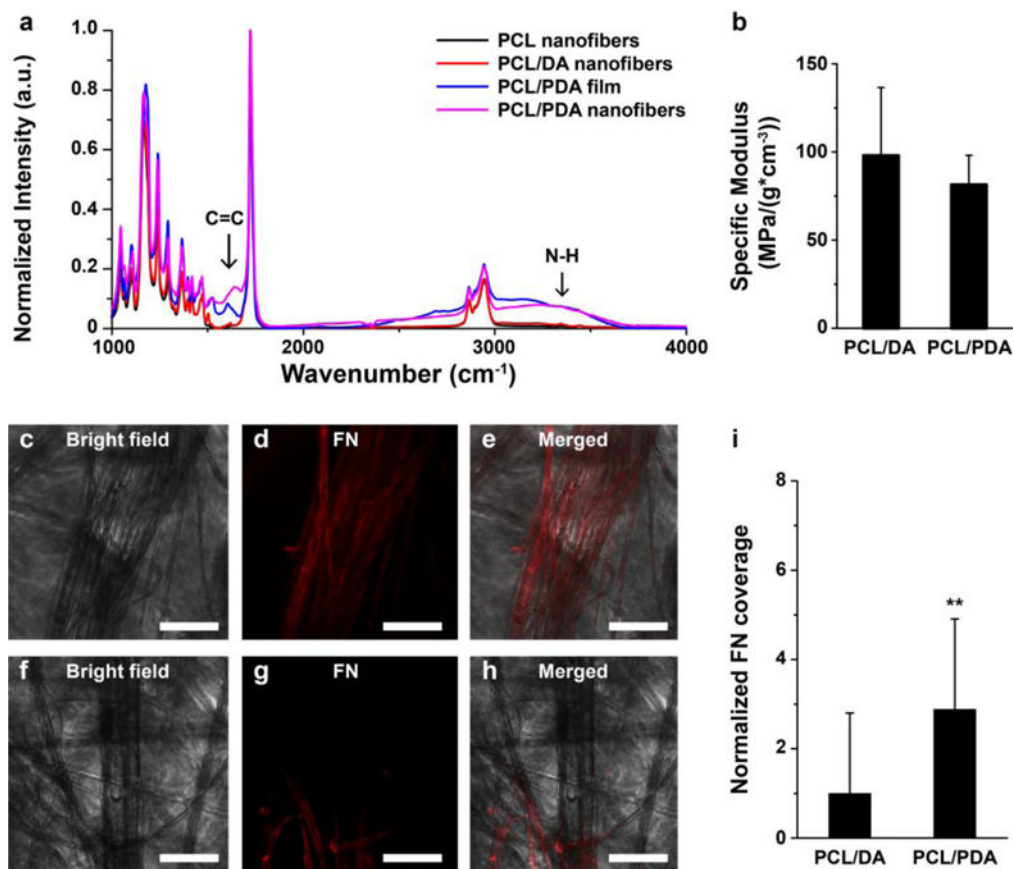 a
Normalized Intensity (a.u.)
1.0
0.8
0.6
0.4
0.2
0
1000
2000
3000
4000
Wavenumber (cm-1)
PCL nanofibers
PCL/DA nanofibers
PCL/PDA film
PCL/PDA nanofibers
C=C
N-H
b
Specific Modulus
(MPa/(g*cm-3))
150
100
50
0
PCL/DA
PCL/PDA
c
Bright field
d
FN
e
Merged
f
Bright field
g
FN
h
Merged
i
Normalized FN coverage
8
6
4
2
0
**
PCL/DA
PCL/PDA